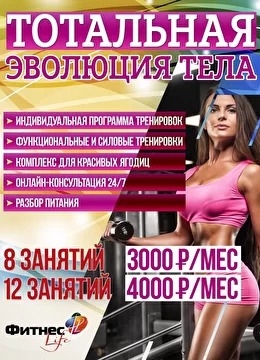 ТОТАЛЬНАЯ
ЭВОЛЮЦИЯ ТЕЛА
ИНДИВИДУАЛЬНАЯ ПРОГРАММА ТРЕНИРОВОК
ФУНКЦИОНАЛЬНЫЕ И СИЛОВЫЕ ТРЕНИРОВКИ
КОМПЛЕКС ДЛЯ КРАСИВЫХ ЯГОДИЦ
ОНЛАЙН-КОНСУЛЬТАЦИЯ 24/7
РАЗБОР ПИТАНИЯ
8 ЗАНЯТИЙ 3000 ₽/МЕС
12 ЗАНЯТИЙ 4000 ₽/МЕС
Фитнес
Life